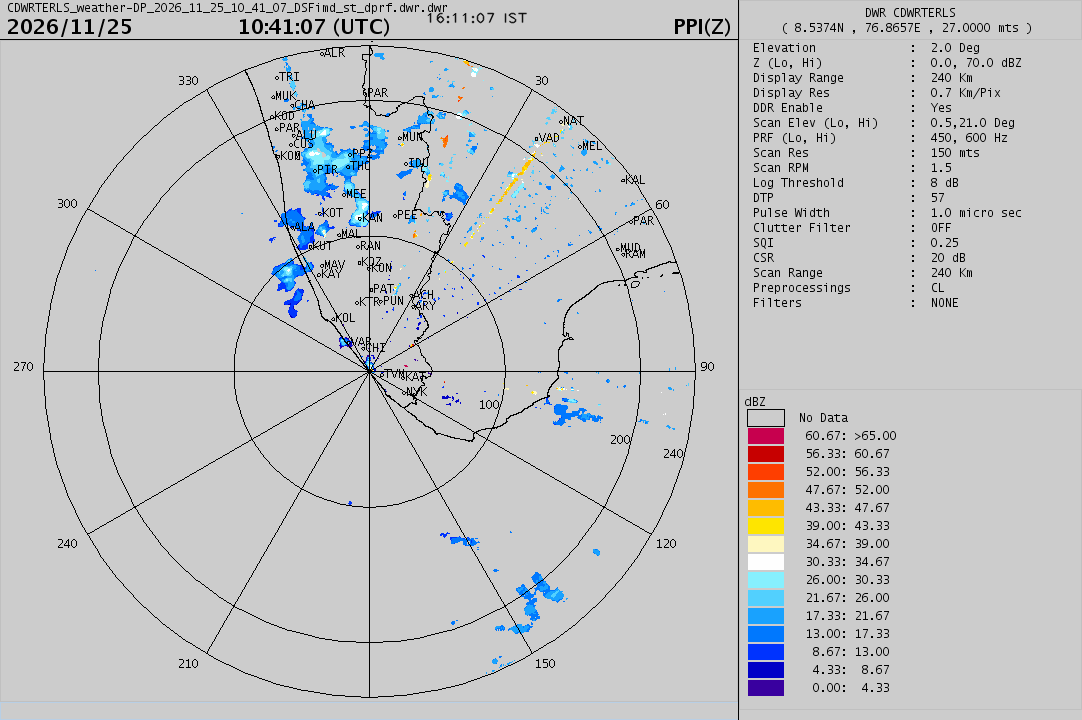 CDWRTERLS_weather-DP_2026_11_25_10_41_07_DSFimd_st_dprf.dwr.dwr
2026/11/25 10:41:07 (UTC) 16:11:07 IST PPI(Z)
DWR CDWRTERLS
( 8.5374N , 76.8657E , 27.0000 mts )
Elevation : 2.0 Deg
Z (Lo, Hi) : 0.0, 70.0 dBZ
Display Range : 240 Km
Display Res : 0.7 Km/Pix
DDR Enable : Yes
Scan Elev (Lo, Hi) : 0.5,21.0 Deg
PRF (Lo, Hi) : 450, 600 Hz
Scan Res : 150 mts
Scan RPM : 1.5
Log Threshold : 8 dB
DTP : 57
Pulse Width : 1.0 micro sec
Clutter Filter : OFF
SQI : 0.25
CSR : 20 dB
Scan Range : 240 Km
Preprocessings : CL
Filters : NONE
dBZ
No Data
60.67: >65.00
56.33: 60.67
52.00: 56.33
47.67: 52.00
43.33: 47.67
39.00: 43.33
34.67: 39.00
30.33: 34.67
26.00: 30.33
21.67: 26.00
17.33: 21.67
13.00: 17.33
8.67: 13.00
4.33: 8.67
0.00: 4.33
ALR
TRI
330
30
MUK
PAR
CHA
KOD
NAT
PAR
ALU
MUN
VAD
CUS
MEL
KON
PPZ
IDU
PIR
THO
KAL
MEE
300
60
KOT
KAN
PEE
PAR
ALA
MAL
KUT
RAN
MUD
RAM
MAV
KOZ
KON
KAY
PAT
KTR
PUN
ACH
ARY
KOL
VAR
CHI
270
90
TVN
KAT
NYK
100
200
240
240
120
210
150